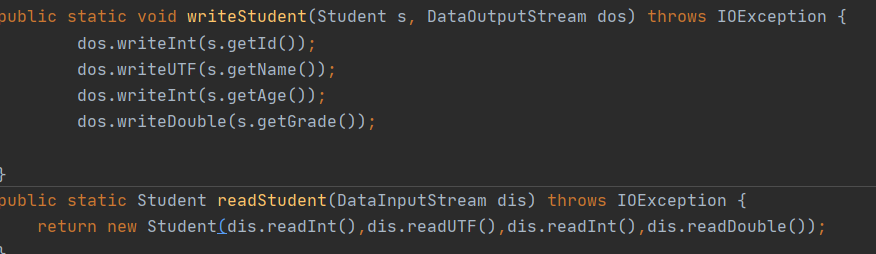 public static void writeStudent(Student s, DataOutputStream dos) throws IOException {
dos.writeInt(s.getId());
dos.writeUTF(s.getName());
dos.writeInt(s.getAge());
dos.writeDouble(s.getGrade());
}
public static Student readStudent(DataInputStream dis) throws IOException {
return new Student(dis.readInt(),dis.readUTF(),dis.readInt(),dis.readDouble());
}